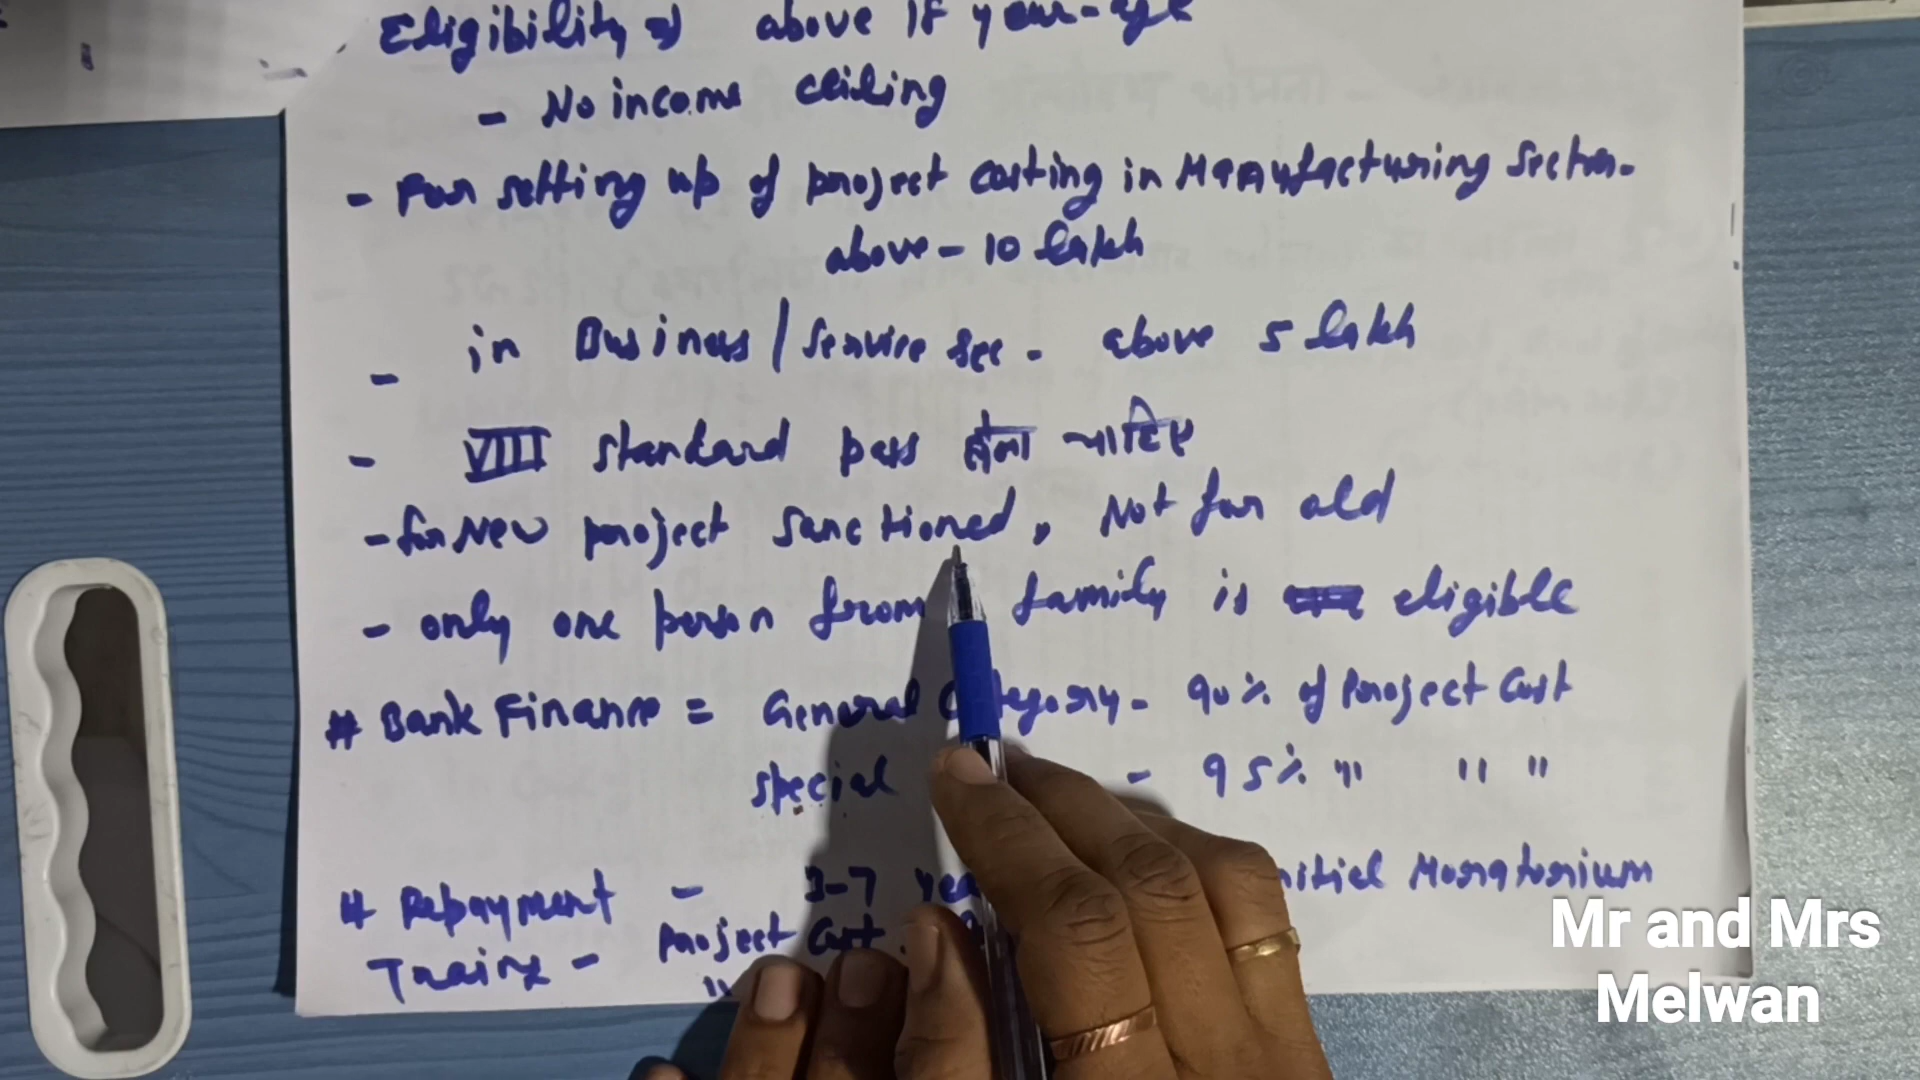 Eligibility ⇒ above 18 year-age
- No income ceiling
- For setting up of project costing in Manufacturing Sector.
above - 10 lakh
- in Business / Service sec - above 5 lakh
- VIII standard pass होना चाहिए
- for New project Sanctioned, Not for old
- only one person from family is eligible
# Bank Finance = General Category - 90% of Project Cost
Special - 95% " " "
# Repayment - 3-7 initial Moratorium
Project Cost
Training -
"
Mr and Mrs
Melwan